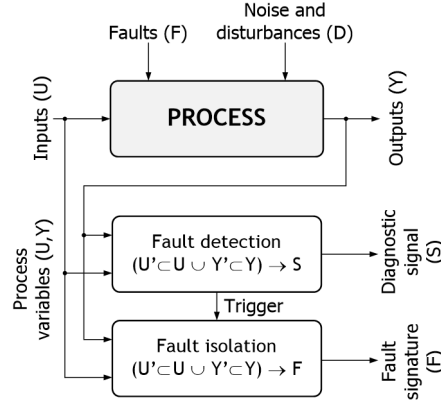 Noise and
Faults (F)
disturbances (D)
Inputs (U)
PROCESS
Outputs (Y)
Process
variables (U,Y)
Fault detection
(U'⊂U ∪ Y'⊂Y) → S
Diagnostic
signal (S)
Trigger
Fault isolation
(U'⊂U ∪ Y'⊂Y) → F
Fault
signature (F)